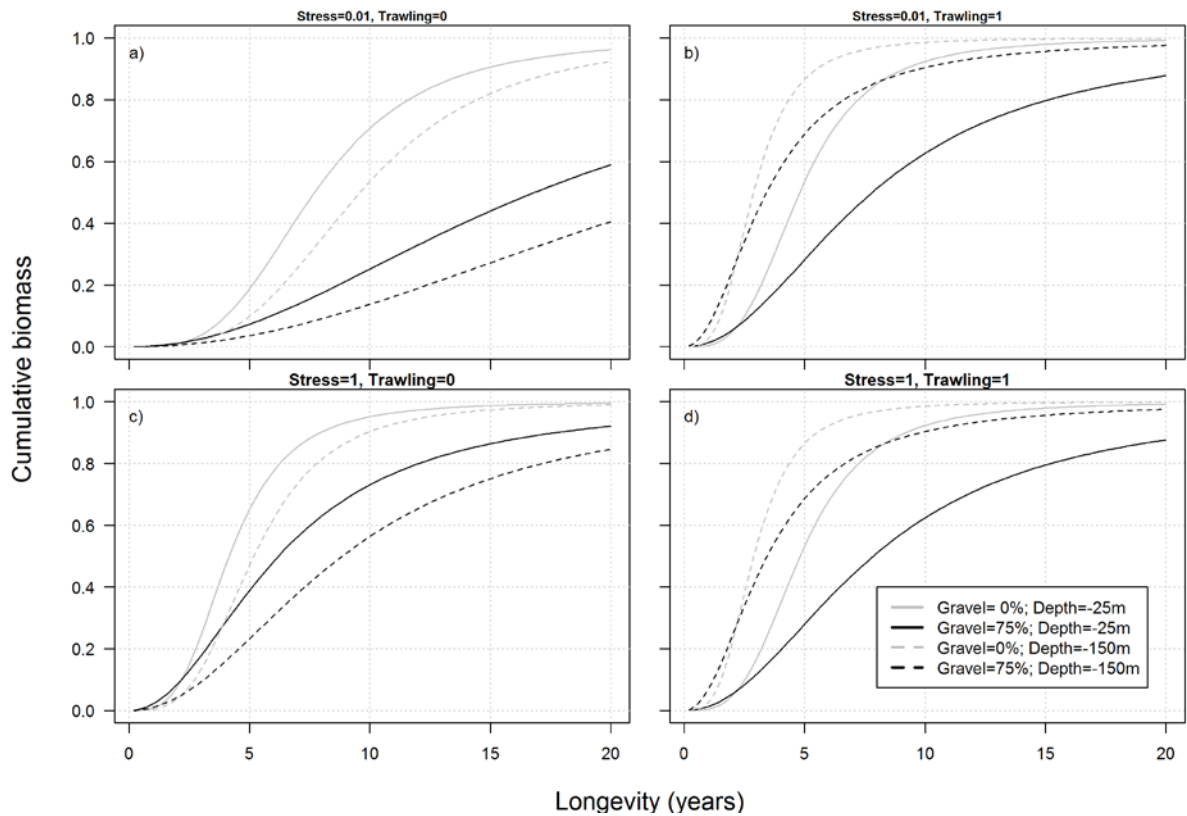 Stress=0.01, Trawling=0
Stress=0.01, Trawling=1
a)
b)
1.0
0.8
0.6
0.4
0.2
0.0
Stress=1, Trawling=0
Stress=1, Trawling=1
c)
d)
1.0
0.8
0.6
0.4
0.2
0.0
Gravel= 0%; Depth=-25m
Gravel=75%; Depth=-25m
Gravel=0%; Depth=-150m
Gravel=75%; Depth=-150m
0 5 10 15 20
0 5 10 15 20
Cumulative biomass
Longevity (years)